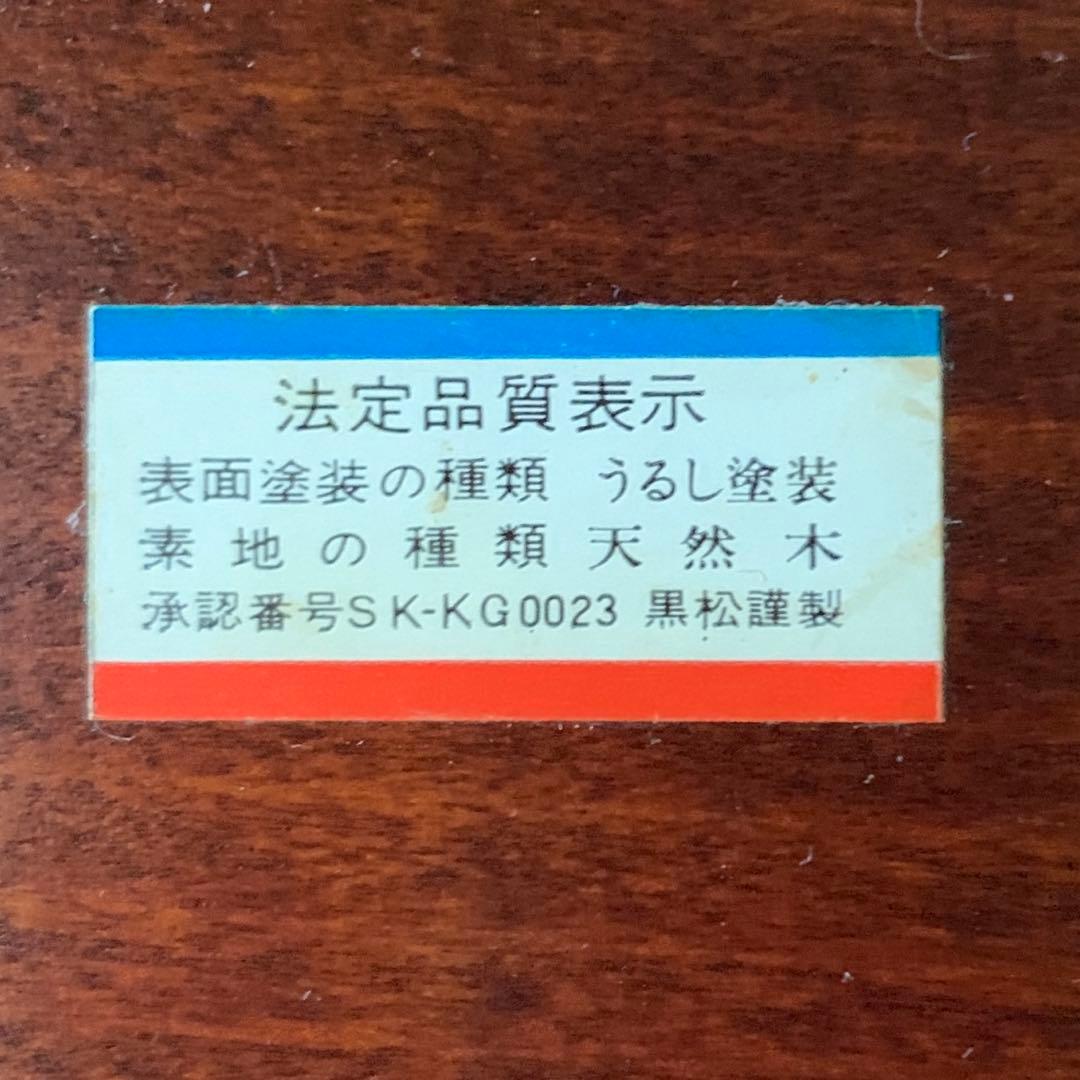 法定品質表示
表面塗装の種類 うるし塗装
素地の種類 天然木
承認番号SK-KG0023 黒松謹製